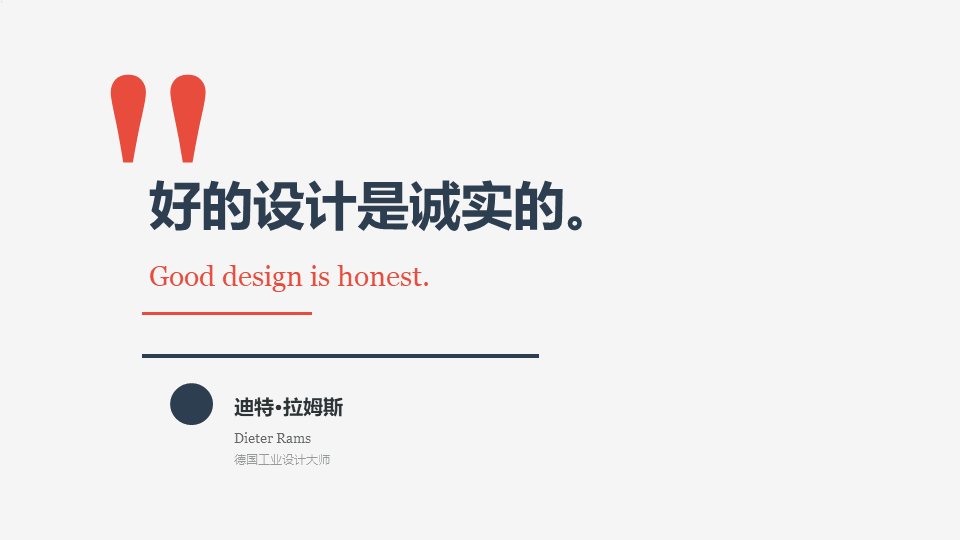 "
好的设计是诚实的。
Good design is honest.
迪特•拉姆斯
Dieter Rams
德国工业设计大师